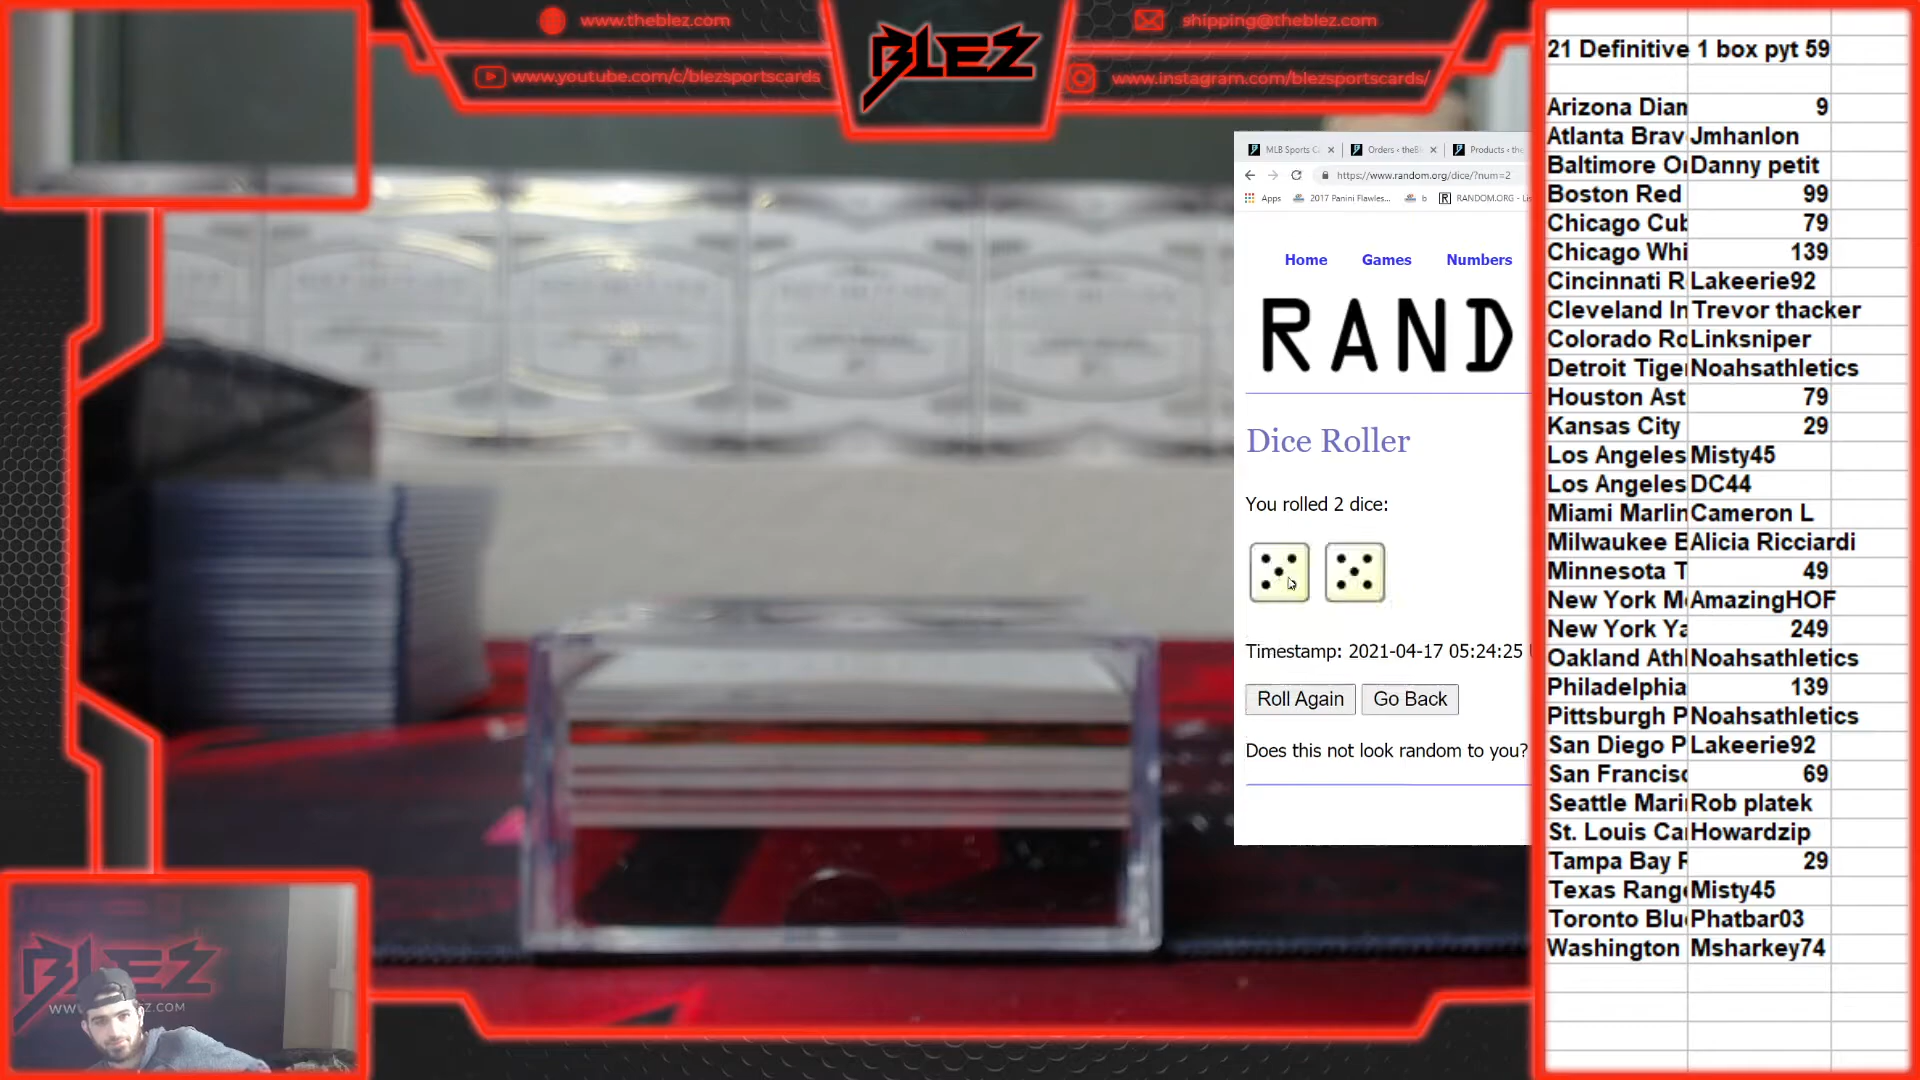 www.theblez.com
www.youtube.com/c/blezsportscards
BLEZ
shipping@theblez.com
www.instagram.com/blezsportscards/
MLB Sports C
Orders ‹ theBl
Products ‹ the
https://www.random.org/dice/?num=2
Apps
2017 Panini Flawles...
b
RANDOM.ORG - Lis
Home Games Numbers
RAND
Dice Roller
You rolled 2 dice:
Timestamp: 2021-04-17 05:24:25 U
Roll Again Go Back
Does this not look random to you?
21 Definitive 1 box pyt 59
Arizona Diam 9
Atlanta Brav Jmhanlon
Baltimore Or Danny petit
Boston Red 99
Chicago Cub 79
Chicago Whi 139
Cincinnati R Lakeerie92
Cleveland In Trevor thacker
Colorado Ro Linksniper
Detroit Tige Noahsathletics
Houston Ast 79
Kansas City 29
Los Angeles Misty45
Los Angeles DC44
Miami Marlin Cameron L
Milwaukee B Alicia Ricciardi
Minnesota T 49
New York Me AmazingHOF
New York Ya 249
Oakland Athl Noahsathletics
Philadelphia 139
Pittsburgh P Noahsathletics
San Diego P Lakeerie92
San Francisc 69
Seattle Mari Rob platek
St. Louis Car Howardzip
Tampa Bay R 29
Texas Range Misty45
Toronto Blue Phatbar03
Washington Msharkey74
BLEZ